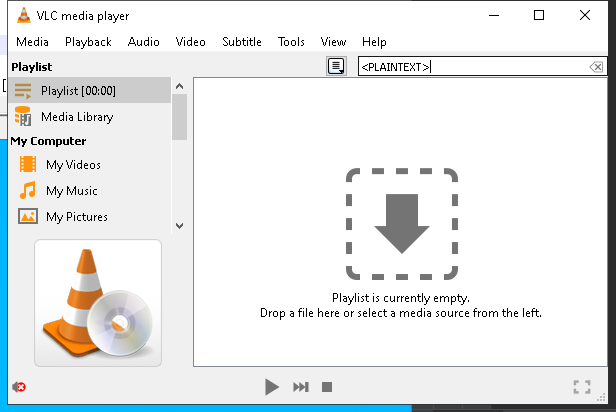 VLC media player
Media Playback Audio Video Subtitle Tools View Help
Playlist
<PLAINTEXT>
Playlist [00:00]
Media Library
My Computer
My Videos
My Music
My Pictures
Playlist is currently empty.
Drop a file here or select a media source from the left.